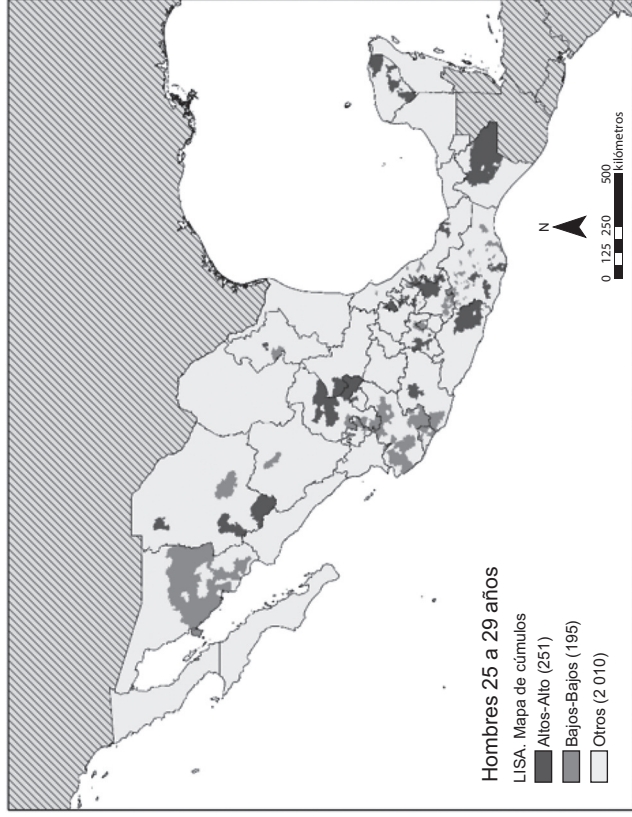 Hombres 25 a 29 años
LISA. Mapa de cúmulos
Altos-Alto (251)
Bajos-Bajos (195)
Otros (2 010)
N
0 125 250 500
kilómetros